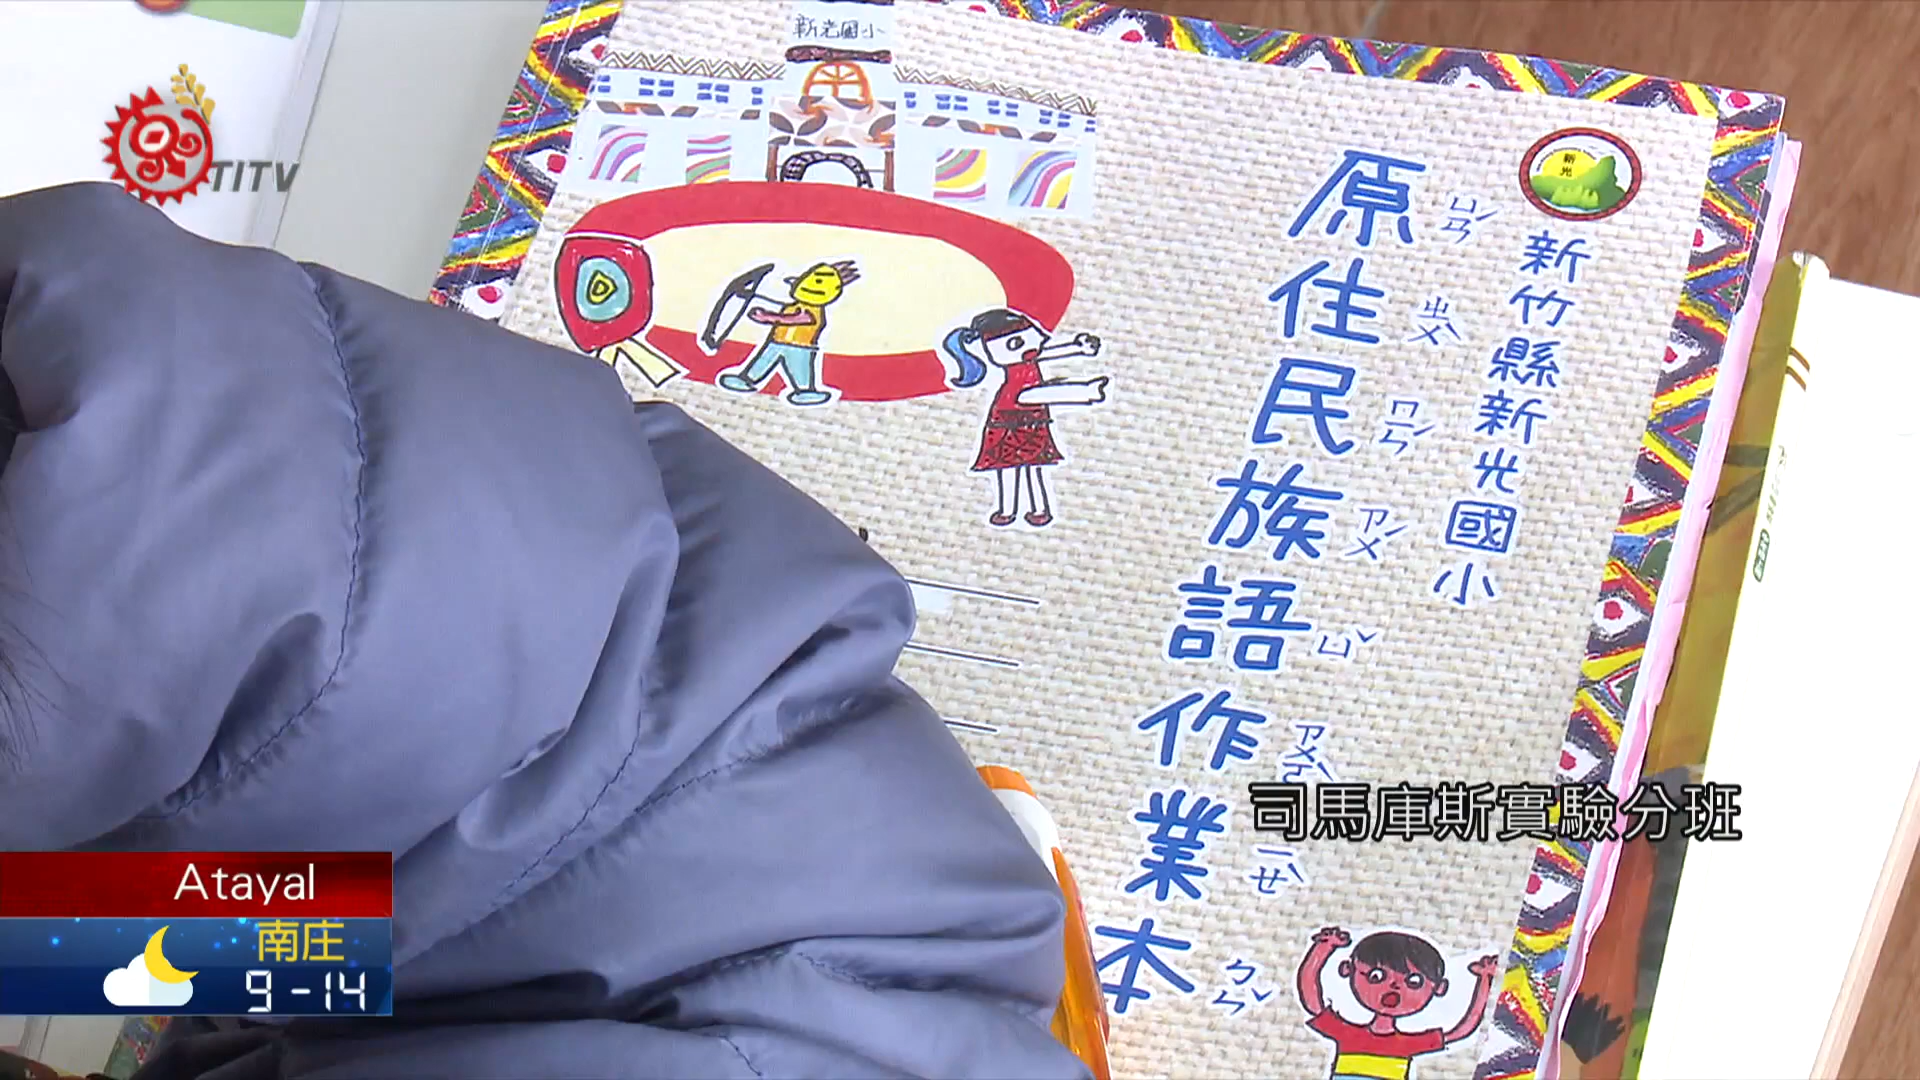 新光國小
TITV
新光
新竹縣新光國小
原住民族語作業本
ㄩㄢˊ
ㄓㄨˋ
ㄇㄧㄣˊ
ㄗㄨˊ
ㄩˇ
ㄗㄨㄛˋ
ㄧㄝˋ
ㄅㄣˇ
司馬庫斯實驗分班
Atayal
南庄
9-14